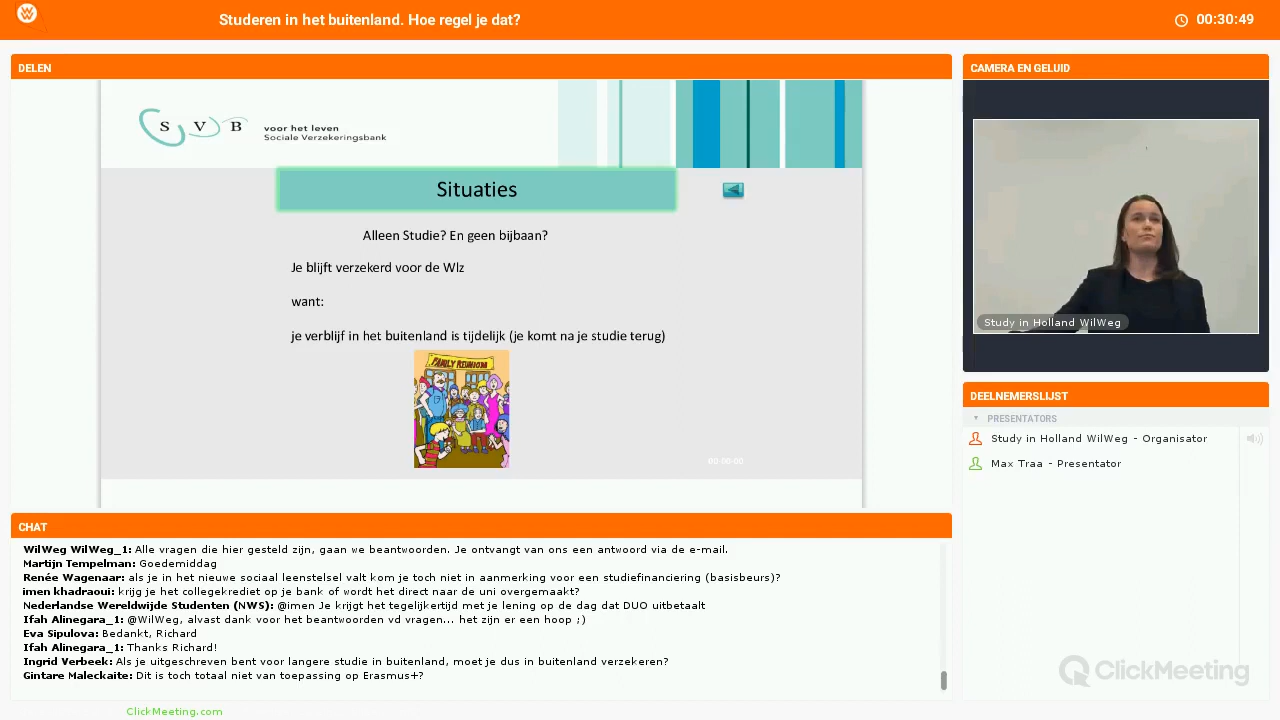 Studeren in het buitenland. Hoe regel je dat?
00:30:49
DELEN
S V B
voor het leven
Sociale Verzekeringsbank
Situaties
Alleen Studie? En geen bijbaan?
Je blijft verzekerd voor de Wlz
want:
je verblijf in het buitenland is tijdelijk (je komt na je studie terug)
FAMILY REUNION
00:00:00
CAMERA EN GELUID
Study in Holland WilWeg
DEELNEMERSLIJST
PRESENTATORS
Study in Holland WilWeg - Organisator
Max Traa - Presentator
CHAT
WilWeg WilWeg_1: Alle vragen die hier gesteld zijn, gaan we beantwoorden. Je ontvangt van ons een antwoord via de e-mail.
Martijn Tempelman: Goedemiddag
Renée Wagenaar: als je in het nieuwe sociaal leenstelsel valt kom je toch niet in aanmerking voor een studiefinanciering (basisbeurs)?
imen khadraoui: krijg je het collegekrediet op je bank of wordt het direct naar de uni overgemaakt?
Nederlandse Wereldwijde Studenten (NWS): @imen Je krijgt het tegelijkertijd met je lening op de dag dat DUO uitbetaalt
Ifah Alinegara_1: @WilWeg, alvast dank voor het beantwoorden vd vragen... het zijn er een hoop ;)
Eva Sipulova: Bedankt, Richard
Ifah Alinegara_1: Thanks Richard!
Ingrid Verbeek: Als je uitgeschreven bent voor langere studie in buitenland, moet je dus in buitenland verzekeren?
Gintare Maleckaite: Dit is toch totaal niet van toepassing op Erasmus+?
ClickMeeting
ClickMeeting.com